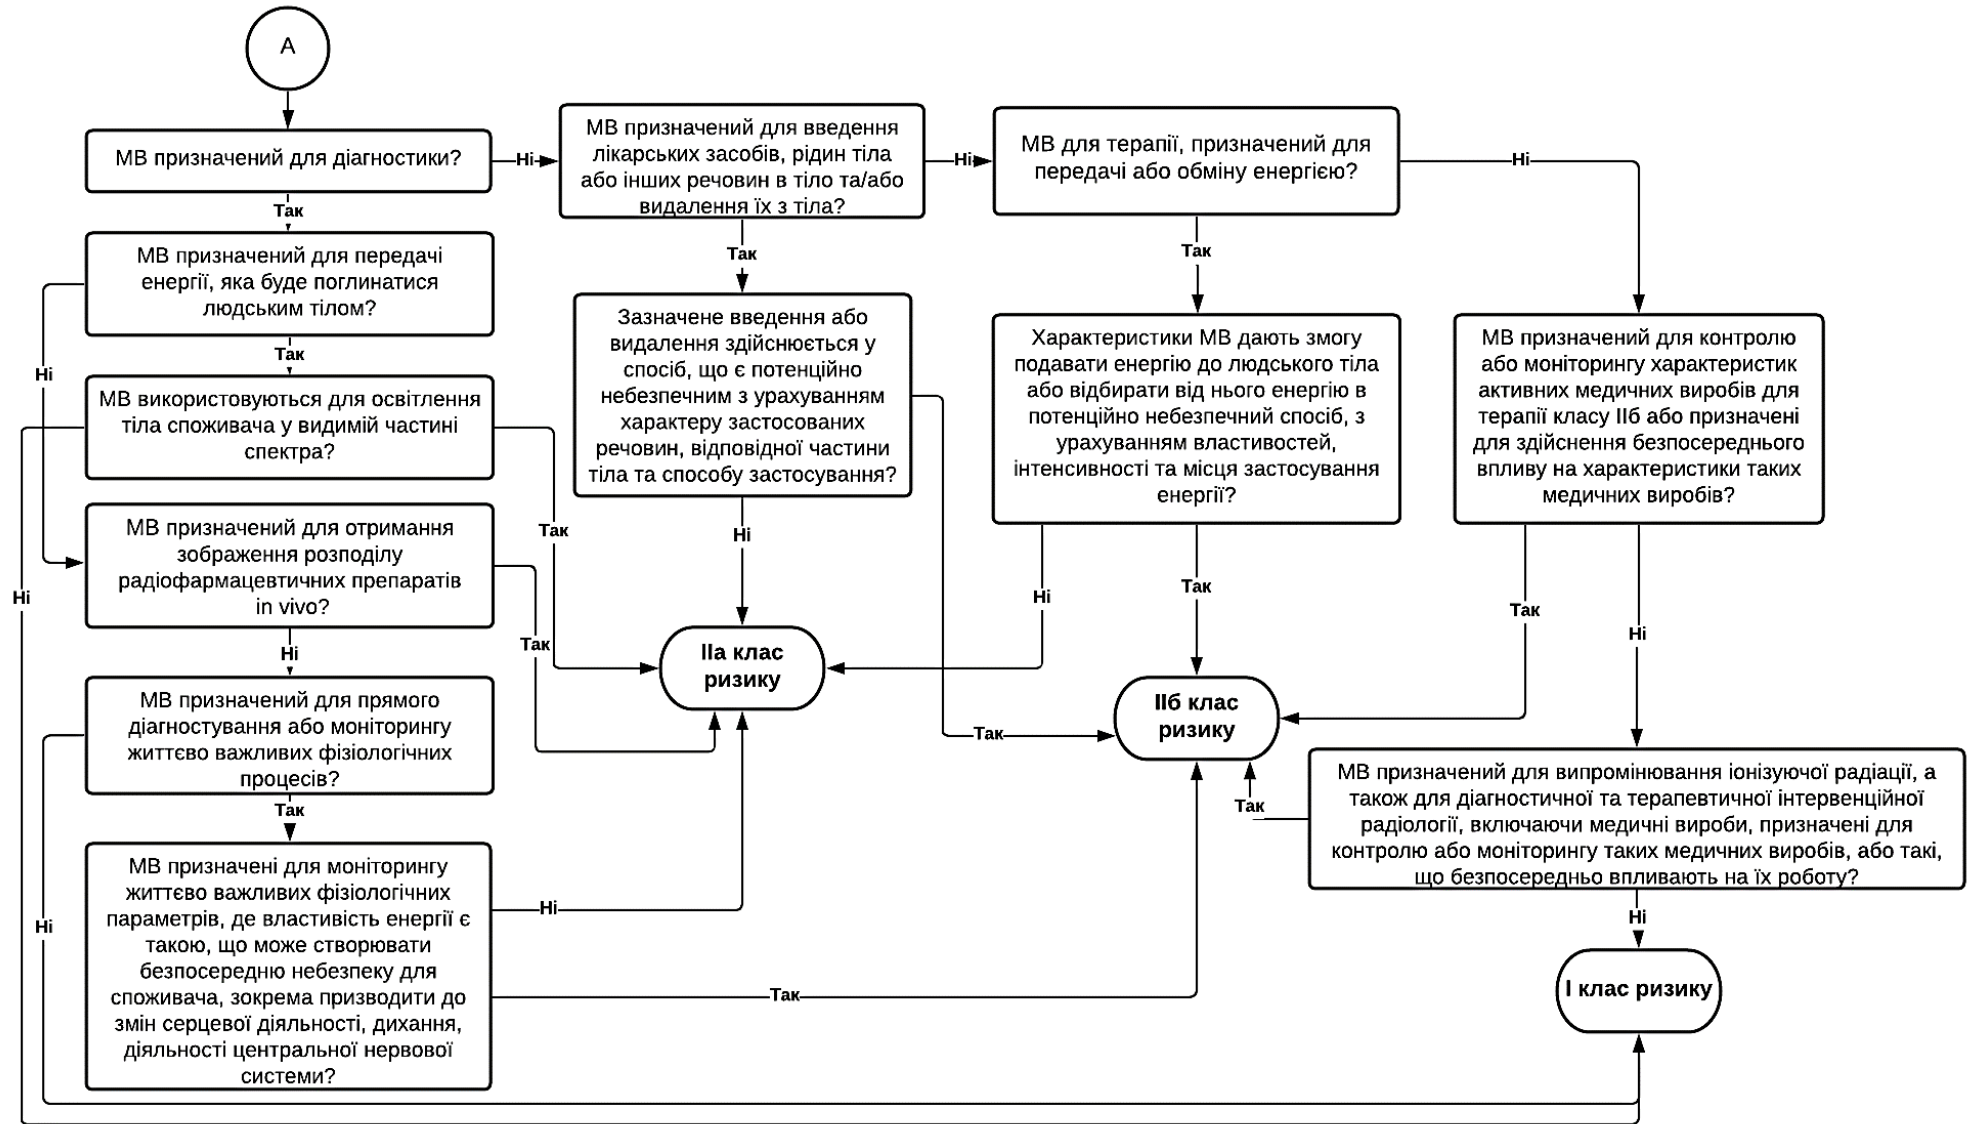 А
МВ призначений для діагностики?
Ні
МВ призначений для введення
лікарських засобів, рідин тіла
або інших речовин в тіло та/або
видалення їх з тіла?
Ні
МВ для терапії, призначений для
передачі або обміну енергією?
Ні
Так
МВ призначений для передачі
енергії, яка буде поглинатися
людським тілом?
Так
Ні
МВ використовуються для освітлення
тіла споживача у видимій частині
спектра?
Так
Ні
МВ призначений для отримання
зображення розподілу
радіофармацевтичних препаратів
in vivo?
Так
Ні
МВ призначений для прямого
діагностування або моніторингу
життєво важливих фізіологічних
процесів?
Так
Ні
МВ призначені для моніторингу
життєво важливих фізіологічних
параметрів, де властивість енергії є
такою, що може створювати
безпосередню небезпеку для
споживача, зокрема призводити до
змін серцевої діяльності, дихання,
діяльності центральної нервової
системи?
Ні
Так
Так
Зазначене введення або
видалення здійснюється у
спосіб, що є потенційно
небезпечним з урахуванням
характеру застосованих
речовин, відповідної частини
тіла та способу застосування?
Ні
Так
ІІа клас
ризику
Так
Характеристики МВ дають змогу
подавати енергію до людського тіла
або відбирати від нього енергію в
потенційно небезпечний спосіб, з
урахуванням властивостей,
інтенсивності та місця застосування
енергії?
Ні
Так
ІІб клас
ризику
МВ призначений для контролю
або моніторингу характеристик
активних медичних виробів для
терапії класу ІІб або призначені
для здійснення безпосереднього
впливу на характеристики таких
медичних виробів?
Так
Ні
МВ призначений для випромінювання іонізуючої радіації, а
також для діагностичної та терапевтичної інтервенційної
радіології, включаючи медичні вироби, призначені для
контролю або моніторингу таких медичних виробів, або такі,
що безпосередньо впливають на їх роботу?
Так
Ні
І клас ризику